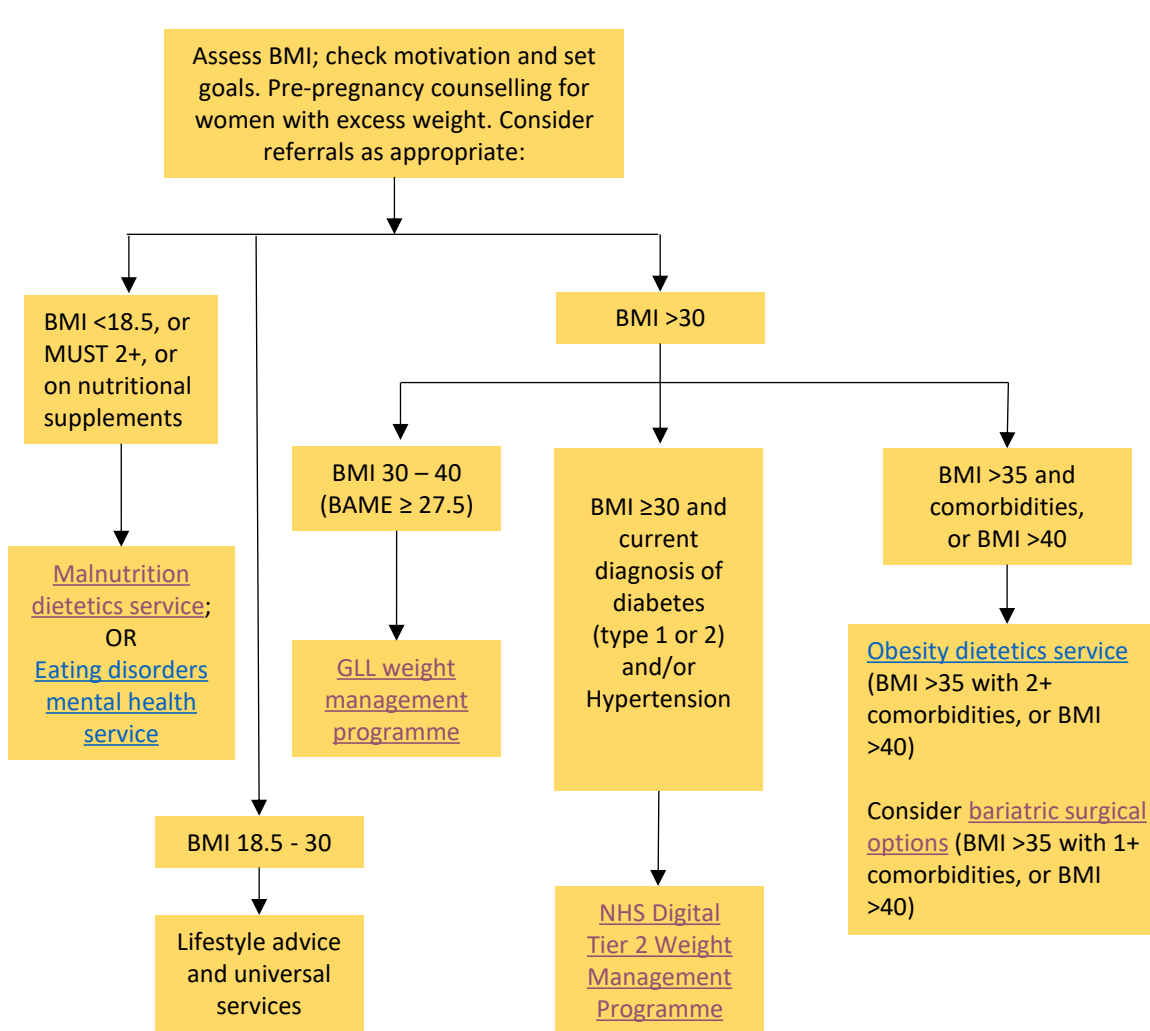 Assess BMI; check motivation and set
goals. Pre-pregnancy counselling for
women with excess weight. Consider
referrals as appropriate:
BMI <18.5, or
MUST 2+, or
on nutritional
supplements
Malnutrition
dietetics service;
OR
Eating disorders
mental health
service
BMI 18.5 - 30
Lifestyle advice
and universal
services
BMI >30
BMI 30 – 40
(BAME ≥ 27.5)
GLL weight
management
programme
BMI ≥30 and
current
diagnosis of
diabetes
(type 1 or 2)
and/or
Hypertension
NHS Digital
Tier 2 Weight
Management
Programme
BMI >35 and
comorbidities,
or BMI >40
Obesity dietetics service
(BMI >35 with 2+
comorbidities, or BMI
>40)
Consider bariatric surgical
options (BMI >35 with 1+
comorbidities, or BMI
>40)